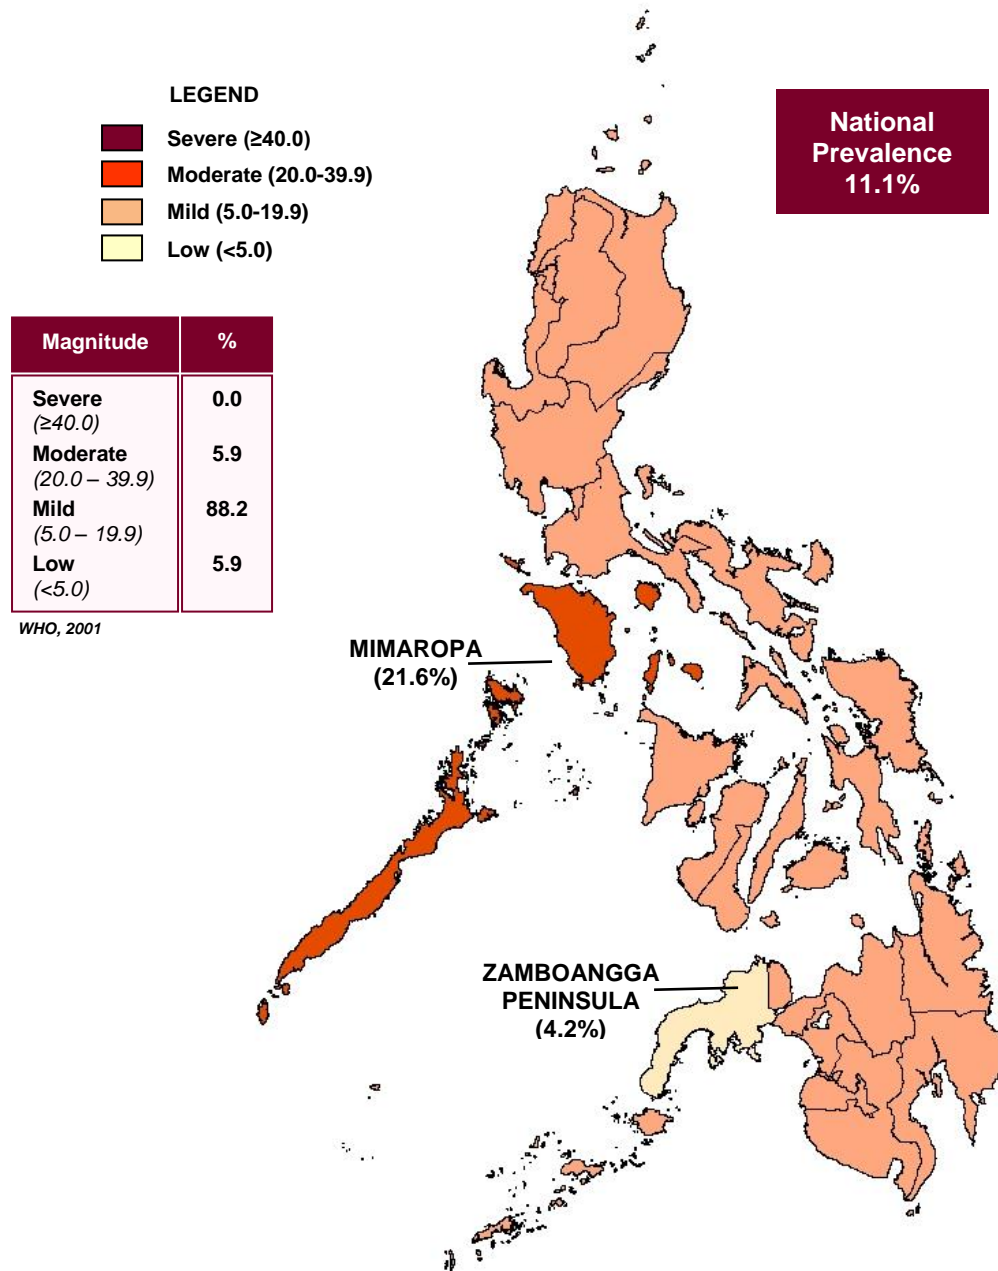 LEGEND
Severe (≥40.0)
Moderate (20.0-39.9)
Mild (5.0-19.9)
Low (<5.0)
National
Prevalence
11.1%
Magnitude %
Severe 0.0
(≥40.0)
Moderate 5.9
(20.0 – 39.9)
Mild 88.2
(5.0 – 19.9)
Low 5.9
(<5.0)
WHO, 2001
MIMAROPA
(21.6%)
ZAMBOANGGA
PENINSULA
(4.2%)